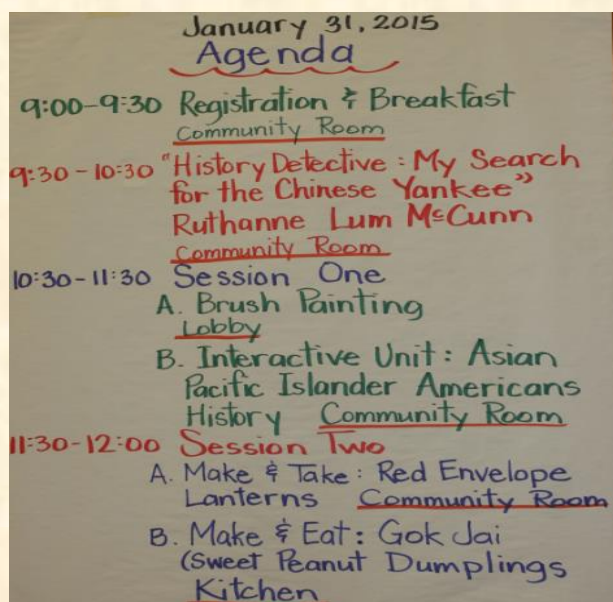 January 31, 2015
Agenda
9:00-9:30 Registration & Breakfast
Community Room
9:30-10:30 "History Detective: My Search
for the Chinese Yankee"
Ruthanne Lum McCunn
Community Room
10:30-11:30 Session One
A. Brush Painting
Lobby
B. Interactive Unit: Asian
Pacific Islander Americans
History Community Room
11:30-12:00 Session Two
A. Make & Take: Red Envelope
Lanterns Community Room
B. Make & Eat: Gok Jai
(Sweet Peanut Dumplings
Kitchen